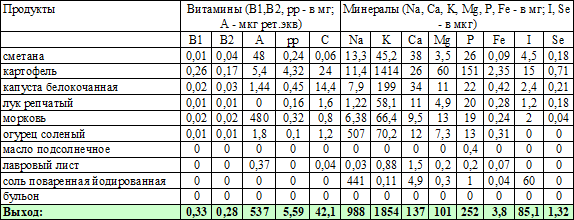 Продукты Витамины (В1,В2, рр - в мг; А - мкг рет.экв) Минералы (Na, Ca, K, Mg, P, Fe - в мг; I, Se - в мкг)
В1 В2 А рр С Na K Ca Mg P Fe I Se
сметана 0,01 0,04 48 0,24 0,06 13,3 45,2 38 3,5 26 0,09 4,5 0,18
картофель 0,26 0,17 5,4 4,32 24 11,4 1414 26 60 151 2,35 15 0,71
капуста белокочанная 0,02 0,03 1,44 0,45 14,4 7,9 199 34 11 22 0,42 2,4 0,21
лук репчатый 0,01 0,01 0 0,16 1,6 1,22 58,1 11 4,9 20 0,28 1,2 0,18
морковь 0,02 0,02 480 0,32 0,8 6,38 66,4 9,5 13 19 0,24 2 0,04
огурец соленый 0,01 0,01 1,8 0,1 1,2 507 70,2 12 7,3 13 0,31 0 0
масло подсолнечное 0 0 0 0 0 0 0 0 0 0,4 0 0 0
лавровый лист 0 0 0,37 0 0,04 0,03 0,88 1,5 0,2 0,2 0,07 0 0
соль поваренная йодированная 0 0 0 0 0 441 0,11 4,9 0,3 1 0,04 60 0
бульон 0 0 0 0 0 0 0 0 0 0 0 0 0
Выход: 0,33 0,28 537 5,59 42,1 988 1854 137 101 252 3,8 85,1 1,32